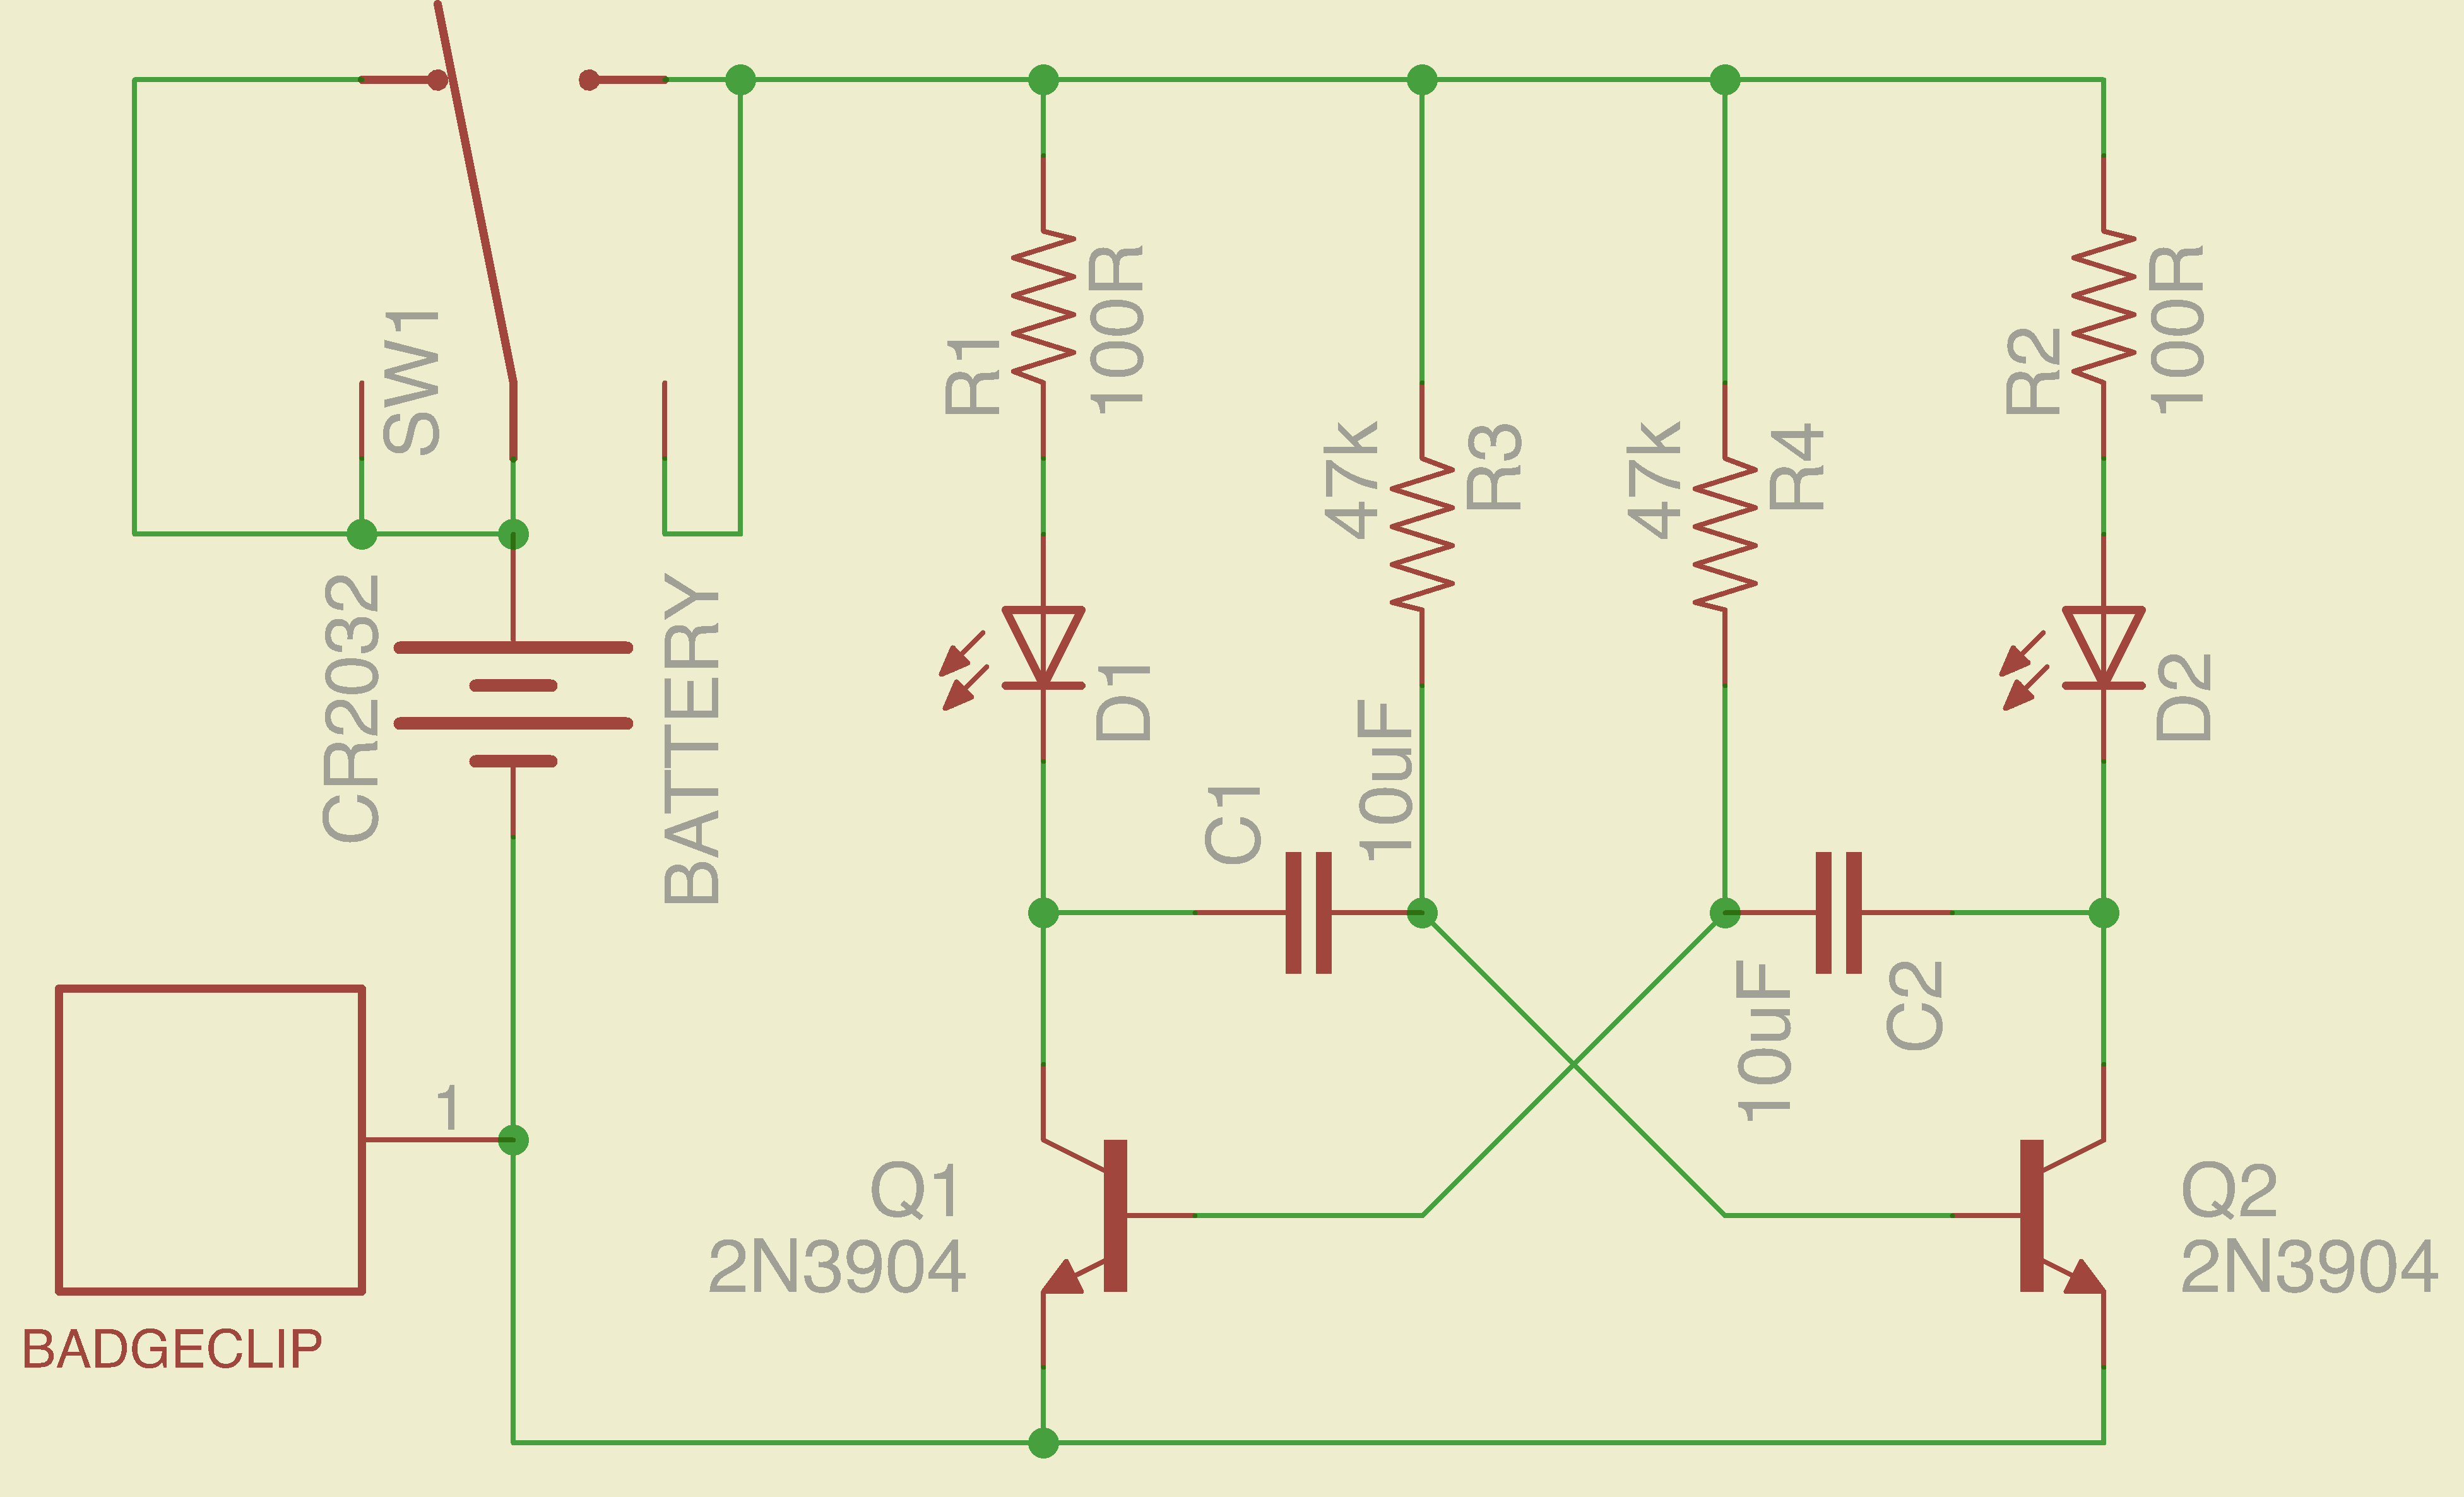 SW1
CR2032
BATTERY
R1
100R
47k
R3
47k
R4
R2
100R
D1
D2
C1
10uF
10uF
C2
1
BADGECLIP
Q1
2N3904
Q2
2N3904